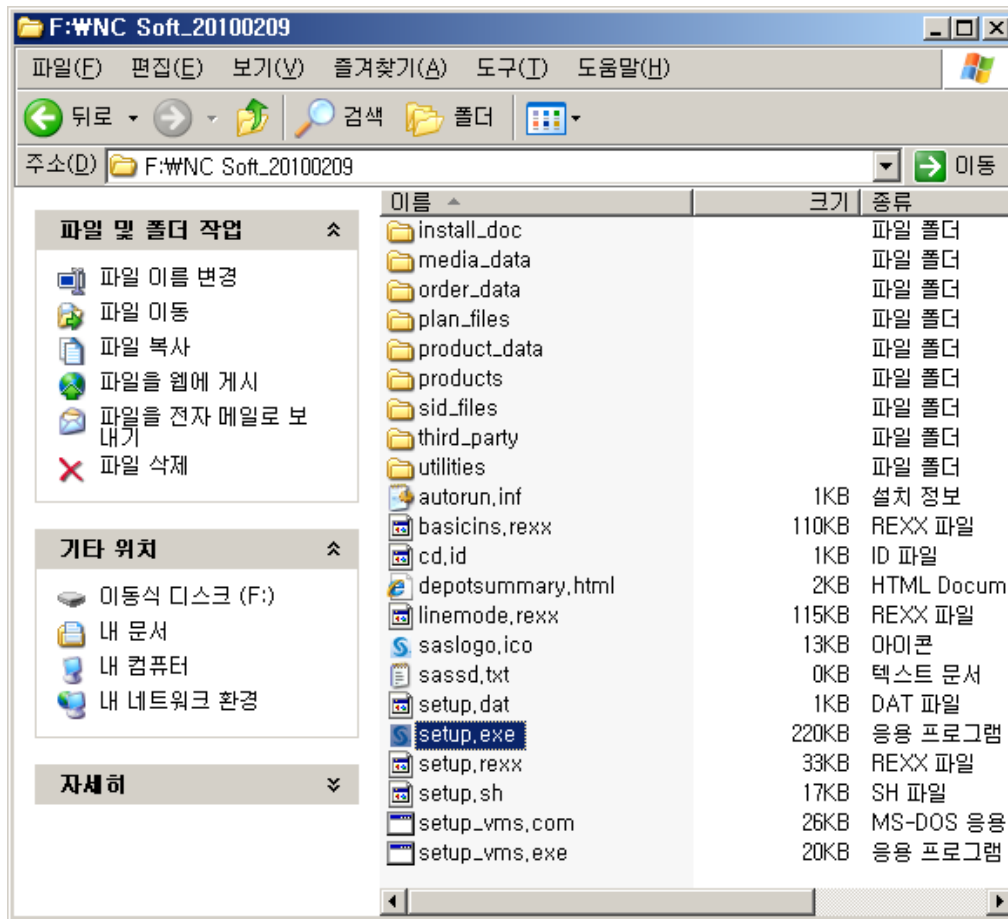 F:₩NC Soft_20100209
파일(F) 편집(E) 보기(V) 즐겨찾기(A) 도구(T) 도움말(H)
뒤로 검색 폴더
주소(D) F:₩NC Soft_20100209 이동
파일 및 폴더 작업
파일 이름 변경
파일 이동
파일 복사
파일을 웹에 게시
파일을 전자 메일로 보
내기
파일 삭제
기타 위치
이동식 디스크 (F:)
내 문서
내 컴퓨터
내 네트워크 환경
자세히
이름 크기 종류
install_doc 파일 폴더
media_data 파일 폴더
order_data 파일 폴더
plan_files 파일 폴더
product_data 파일 폴더
products 파일 폴더
sid_files 파일 폴더
third_party 파일 폴더
utilities 파일 폴더
autorun.inf 1KB 설치 정보
basicins.rexx 110KB REXX 파일
cd.id 1KB ID 파일
depotsummary.html 2KB HTML Docum
linemode.rexx 115KB REXX 파일
saslogo.ico 13KB 아이콘
sassd.txt 0KB 텍스트 문서
setup.dat 1KB DAT 파일
setup.exe 220KB 응용 프로그램
setup.rexx 33KB REXX 파일
setup.sh 17KB SH 파일
setup_vms.com 26KB MS-DOS 응용
setup_vms.exe 20KB 응용 프로그램